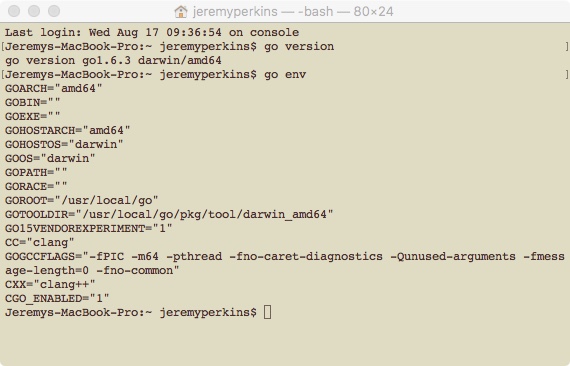 jeremyperkins — -bash — 80×24
Last login: Wed Aug 17 09:36:54 on console
[Jeremys-MacBook-Pro:~ jeremyperkins$ go version ]
go version go1.6.3 darwin/amd64
[Jeremys-MacBook-Pro:~ jeremyperkins$ go env ]
GOARCH="amd64"
GOBIN=""
GOEXE=""
GOHOSTARCH="amd64"
GOHOSTOS="darwin"
GOOS="darwin"
GOPATH=""
GORACE=""
GOROOT="/usr/local/go"
GOTOOLDIR="/usr/local/go/pkg/tool/darwin_amd64"
GO15VENDOREXPERIMENT="1"
CC="clang"
GOGCCFLAGS="-fPIC -m64 -pthread -fno-caret-diagnostics -Qunused-arguments -fmess
age-length=0 -fno-common"
CXX="clang++"
CGO_ENABLED="1"
Jeremys-MacBook-Pro:~ jeremyperkins$